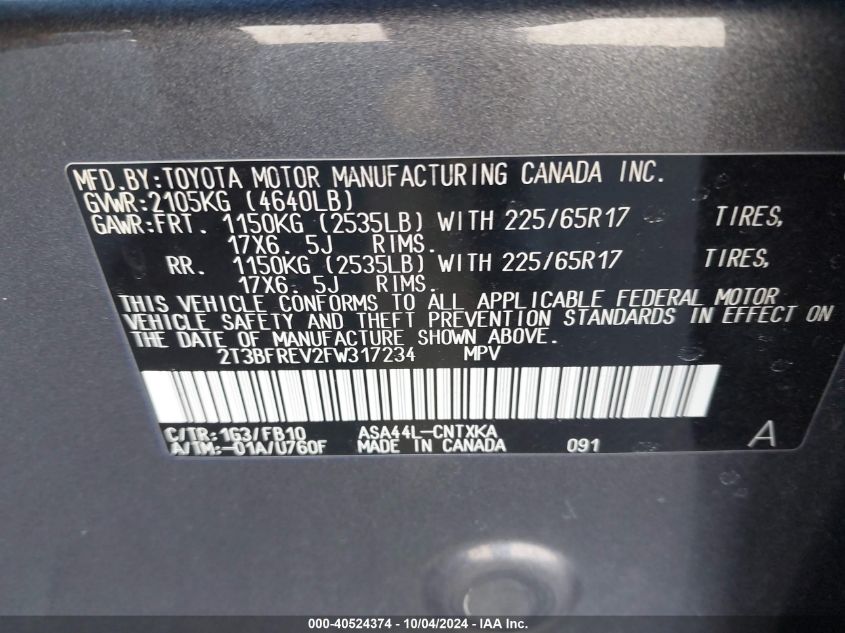 MFD.BY:TOYOTA MOTOR MANUFACTURING CANADA INC.
GVWR:2105KG (4640LB)
GAWR:FRT. 1150KG (2535LB) WITH 225/65R17 TIRES,
17X6. 5J RIMS.
RR. 1150KG (2535LB) WITH 225/65R17 TIRES,
17X6. 5J RIMS.
THIS VEHICLE CONFORMS TO ALL APPLICABLE FEDERAL MOTOR
VEHICLE SAFETY AND THEFT PREVENTION STANDARDS IN EFFECT ON
THE DATE OF MANUFACTURE SHOWN ABOVE.
2T3BFREV2FW317234 MPV
C/TR:1G3/FB10 ASA44L-CNTXKA
A/TM:-01A/U760F MADE IN CANADA 091 A
000-40524374 - 10/04/2024 - IAA Inc.